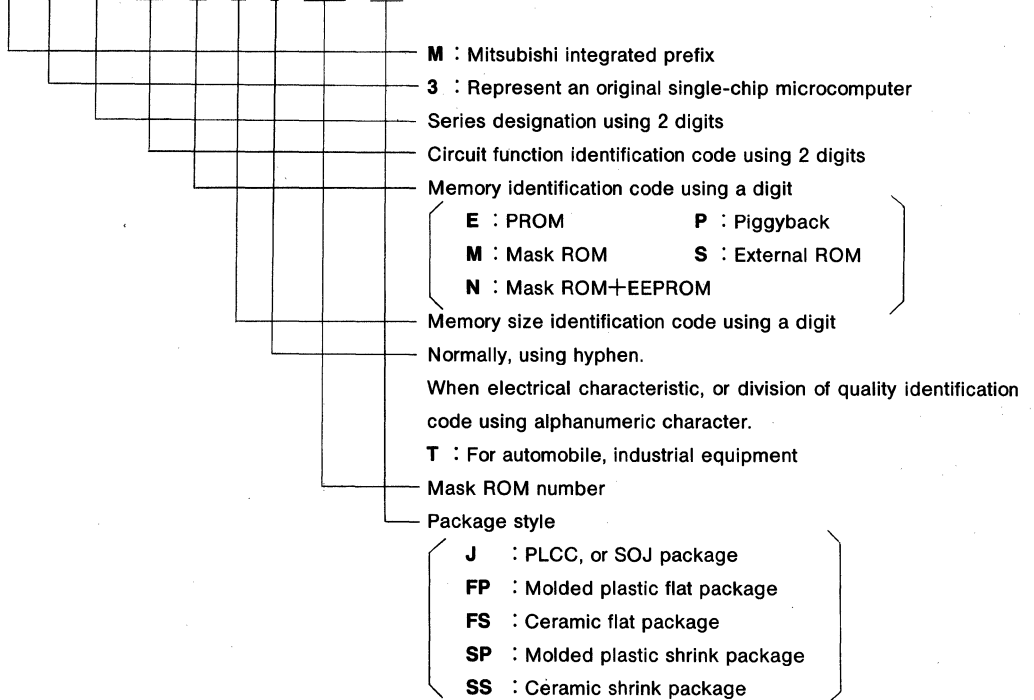 M : Mitsubishi integrated prefix
3 : Represent an original single-chip microcomputer
Series designation using 2 digits
Circuit function identification code using 2 digits
Memory identification code using a digit
E : PROM P : Piggyback
M : Mask ROM S : External ROM
N : Mask ROM+EEPROM
Memory size identification code using a digit
Normally, using hyphen.
When electrical characteristic, or division of quality identification
code using alphanumeric character.
T : For automobile, industrial equipment
Mask ROM number
Package style
J : PLCC, or SOJ package
FP : Molded plastic flat package
FS : Ceramic flat package
SP : Molded plastic shrink package
SS : Ceramic shrink package